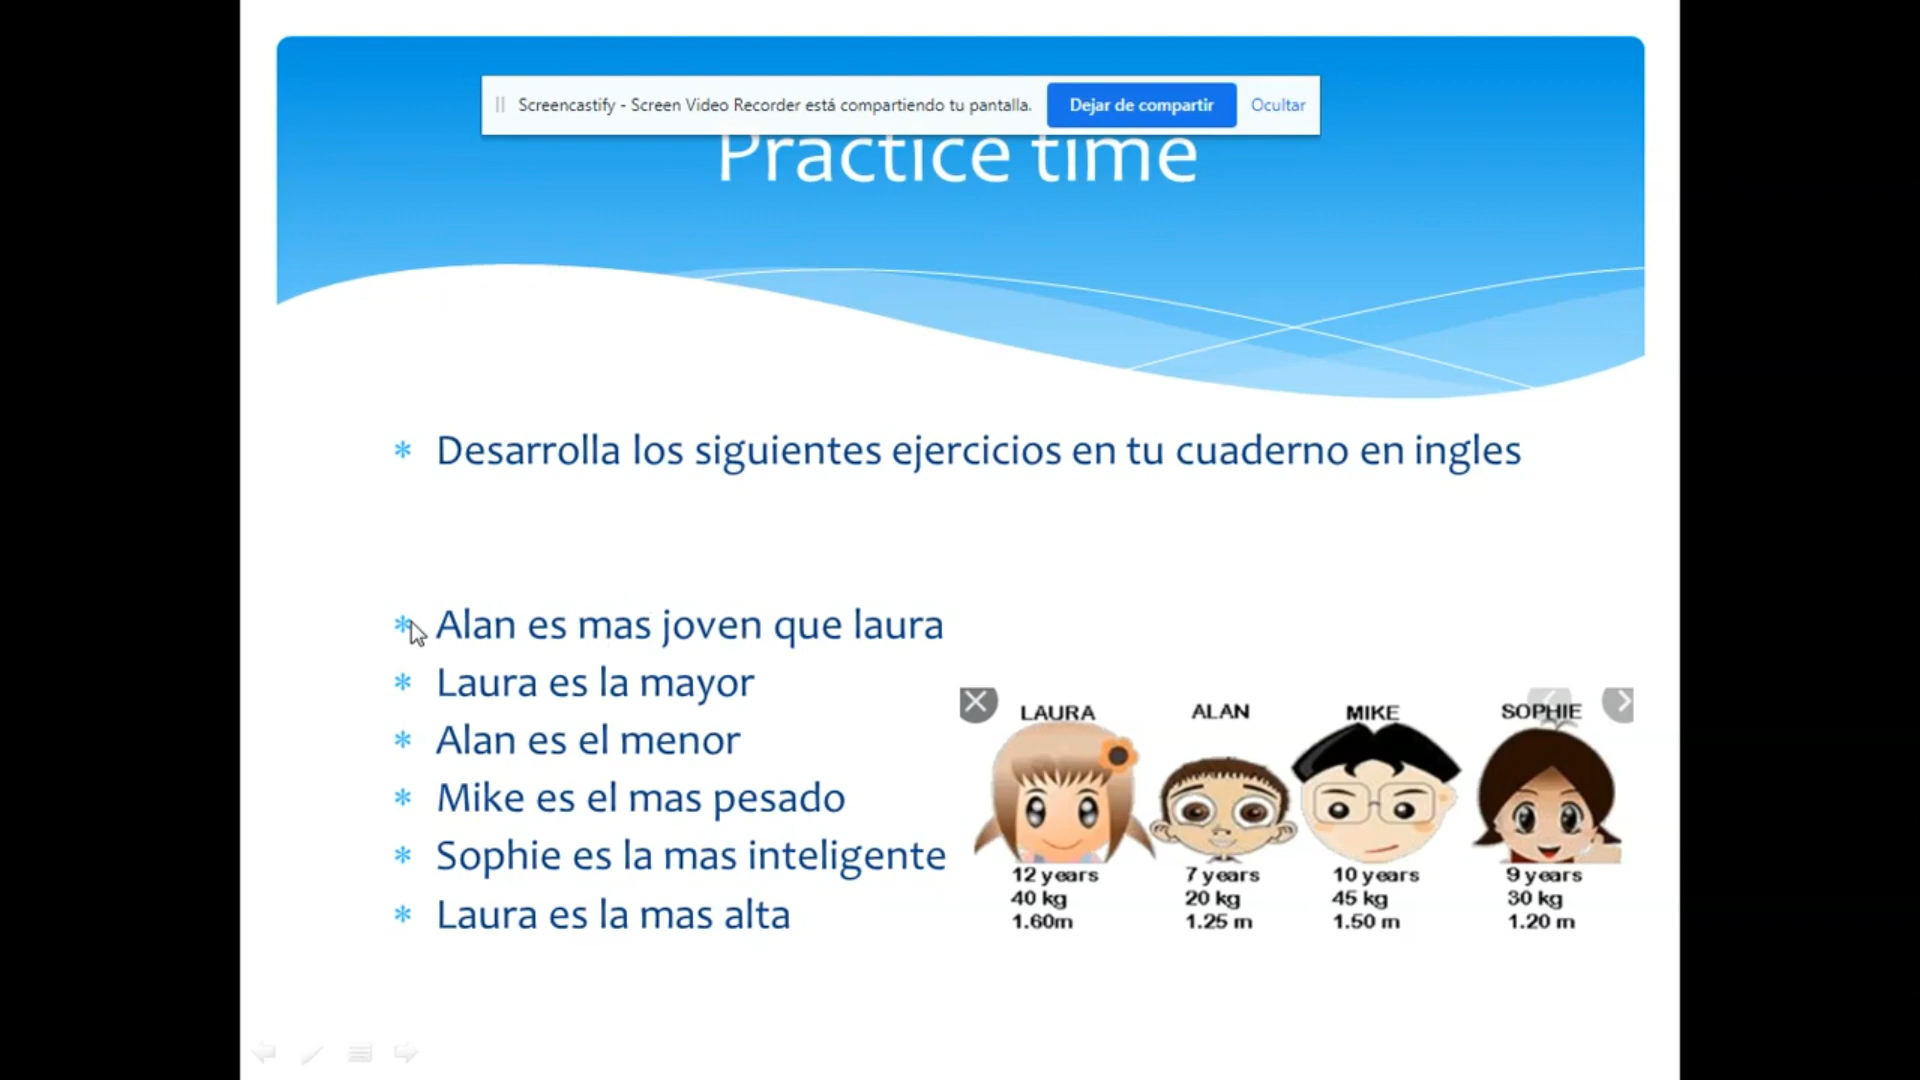 Screencastify - Screen Video Recorder está compartiendo tu pantalla. Dejar de compartir Ocultar
Practice time
Desarrolla los siguientes ejercicios en tu cuaderno en ingles
Alan es mas joven que laura
Laura es la mayor
Alan es el menor
Mike es el mas pesado
Sophie es la mas inteligente
Laura es la mas alta
LAURA ALAN MIKE SOPHIE
12 years 7 years 10 years 9 years
40 kg 20 kg 45 kg 30 kg
1.60m 1.25 m 1.50 m 1.20 m